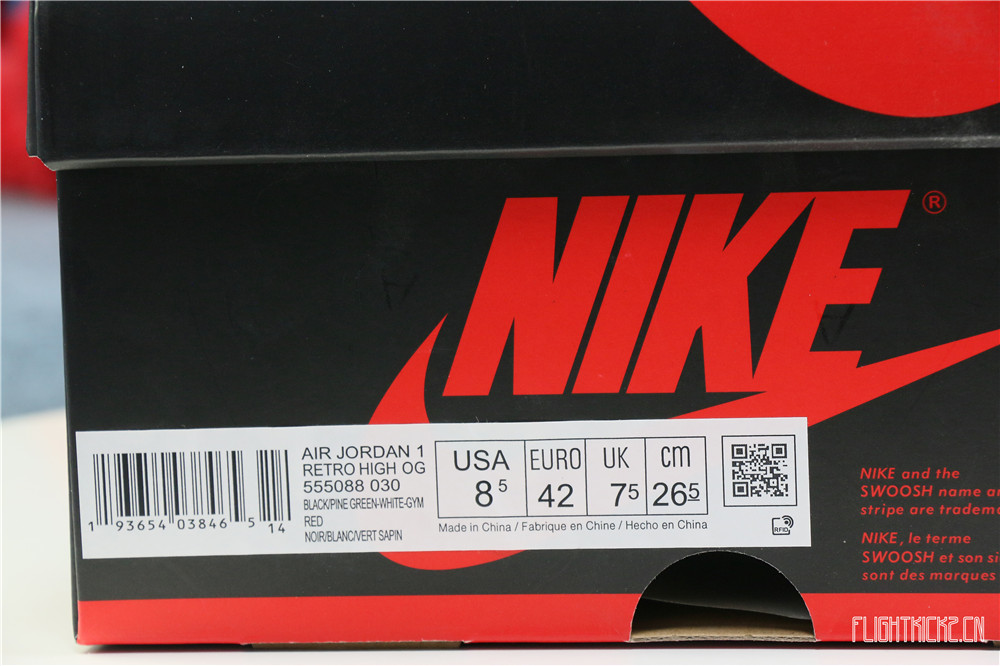 NIKE®
AIR JORDAN 1
RETRO HIGH OG
555088 030
BLACK/PINE GREEN-WHITE-GYM
RED
NOIR/BLANC/VERT SAPIN
1 93654 03846 5 14
USA EURO UK cm
8⁵ 42 7⁵ 26⁵
Made in China / Fabrique en Chine / Hecho en China
RFID
NIKE and the
SWOOSH name
stripe are
NIKE, le terme
SWOOSH et son
sont des marques
FLIGHTKICKZ.CN